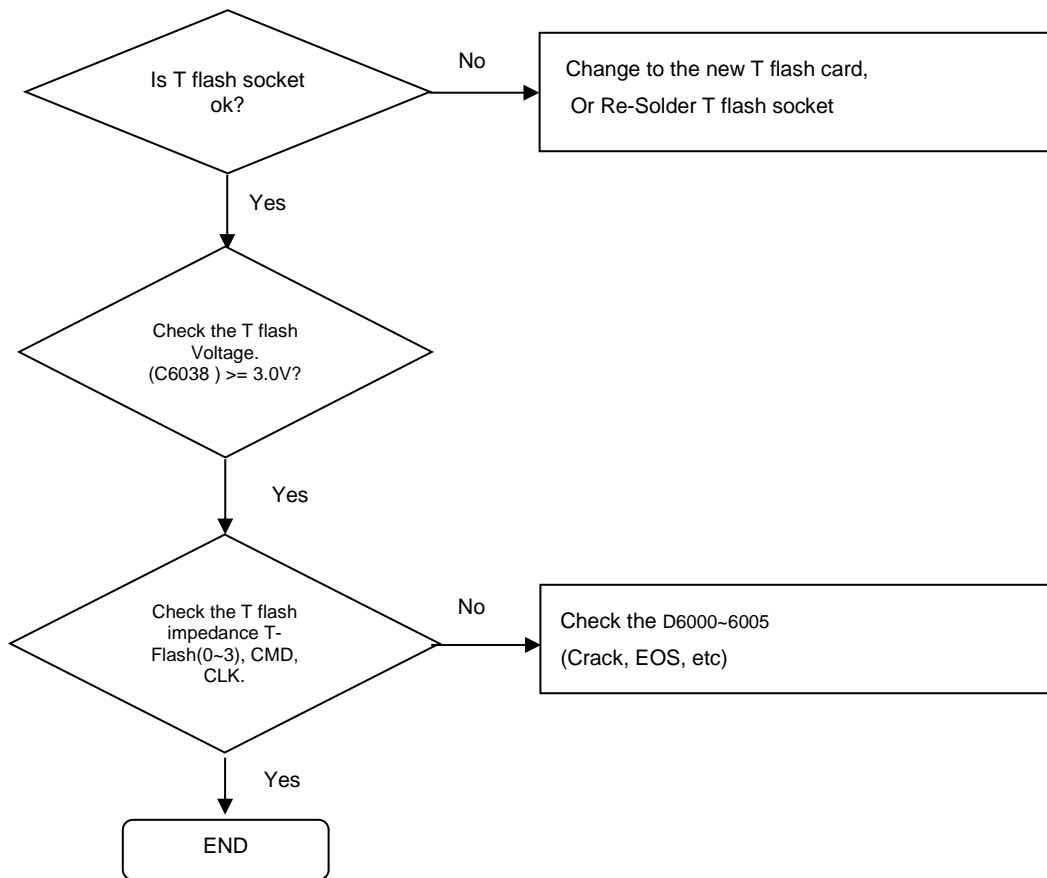 Is T flash socket
ok?
No
Change to the new T flash card,
Or Re-Solder T flash socket
Yes
Check the T flash
Voltage.
(C6038 ) >= 3.0V?
Yes
Check the T flash
impedance T-
Flash(0~3), CMD,
CLK.
No
Check the D6000~6005
(Crack, EOS, etc)
Yes
END